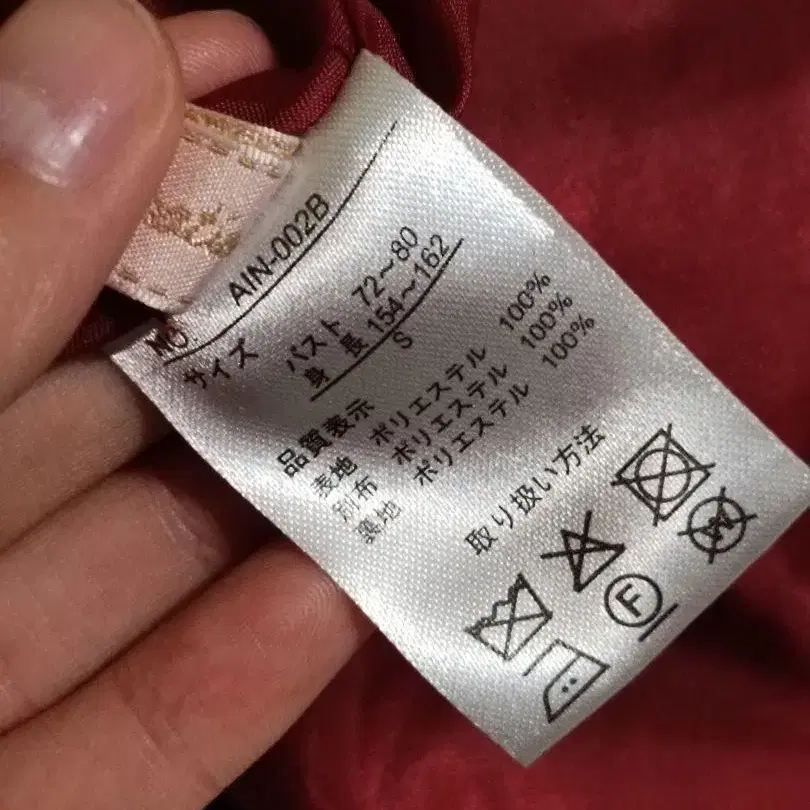 NO AIN-002B
サイズ バスト 72～80
身 長 154～162
S
品質表示
表地 ポリエステル 100%
別布 ポリエステル 100%
裏地 ポリエステル 100%
取り扱い方法
W
F